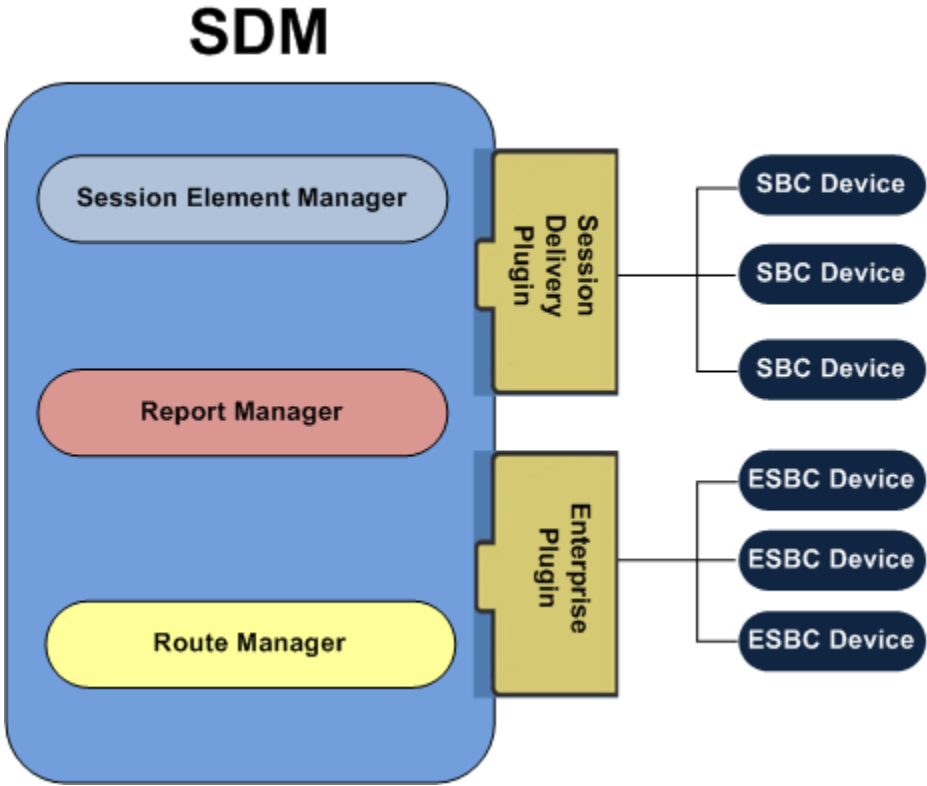 SDM
Session Element Manager
Report Manager
Route Manager
Session
Delivery
Plugin
Enterprise
Plugin
SBC Device
SBC Device
SBC Device
ESBC Device
ESBC Device
ESBC Device